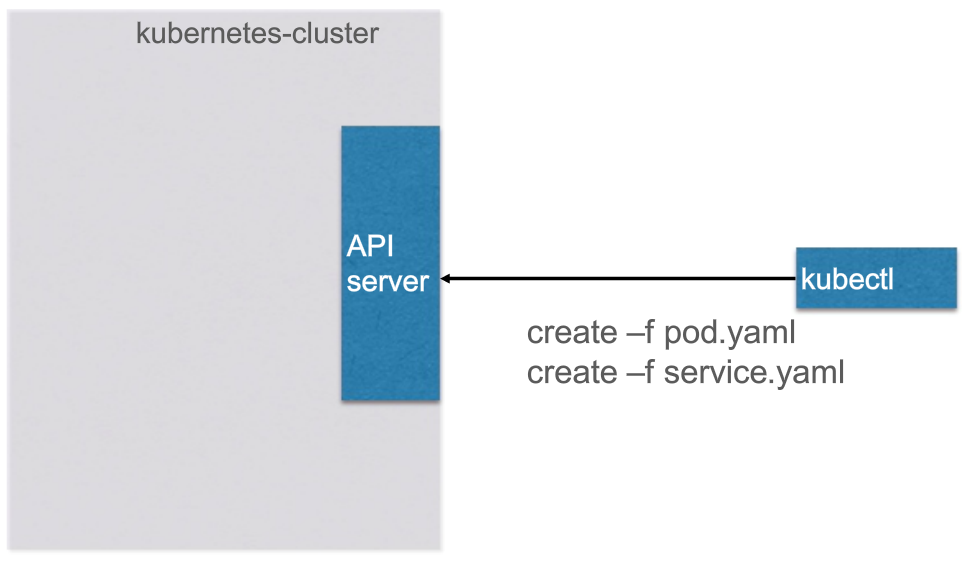 kubernetes-cluster
API
server
kubectl
create –f pod.yaml
create –f service.yaml